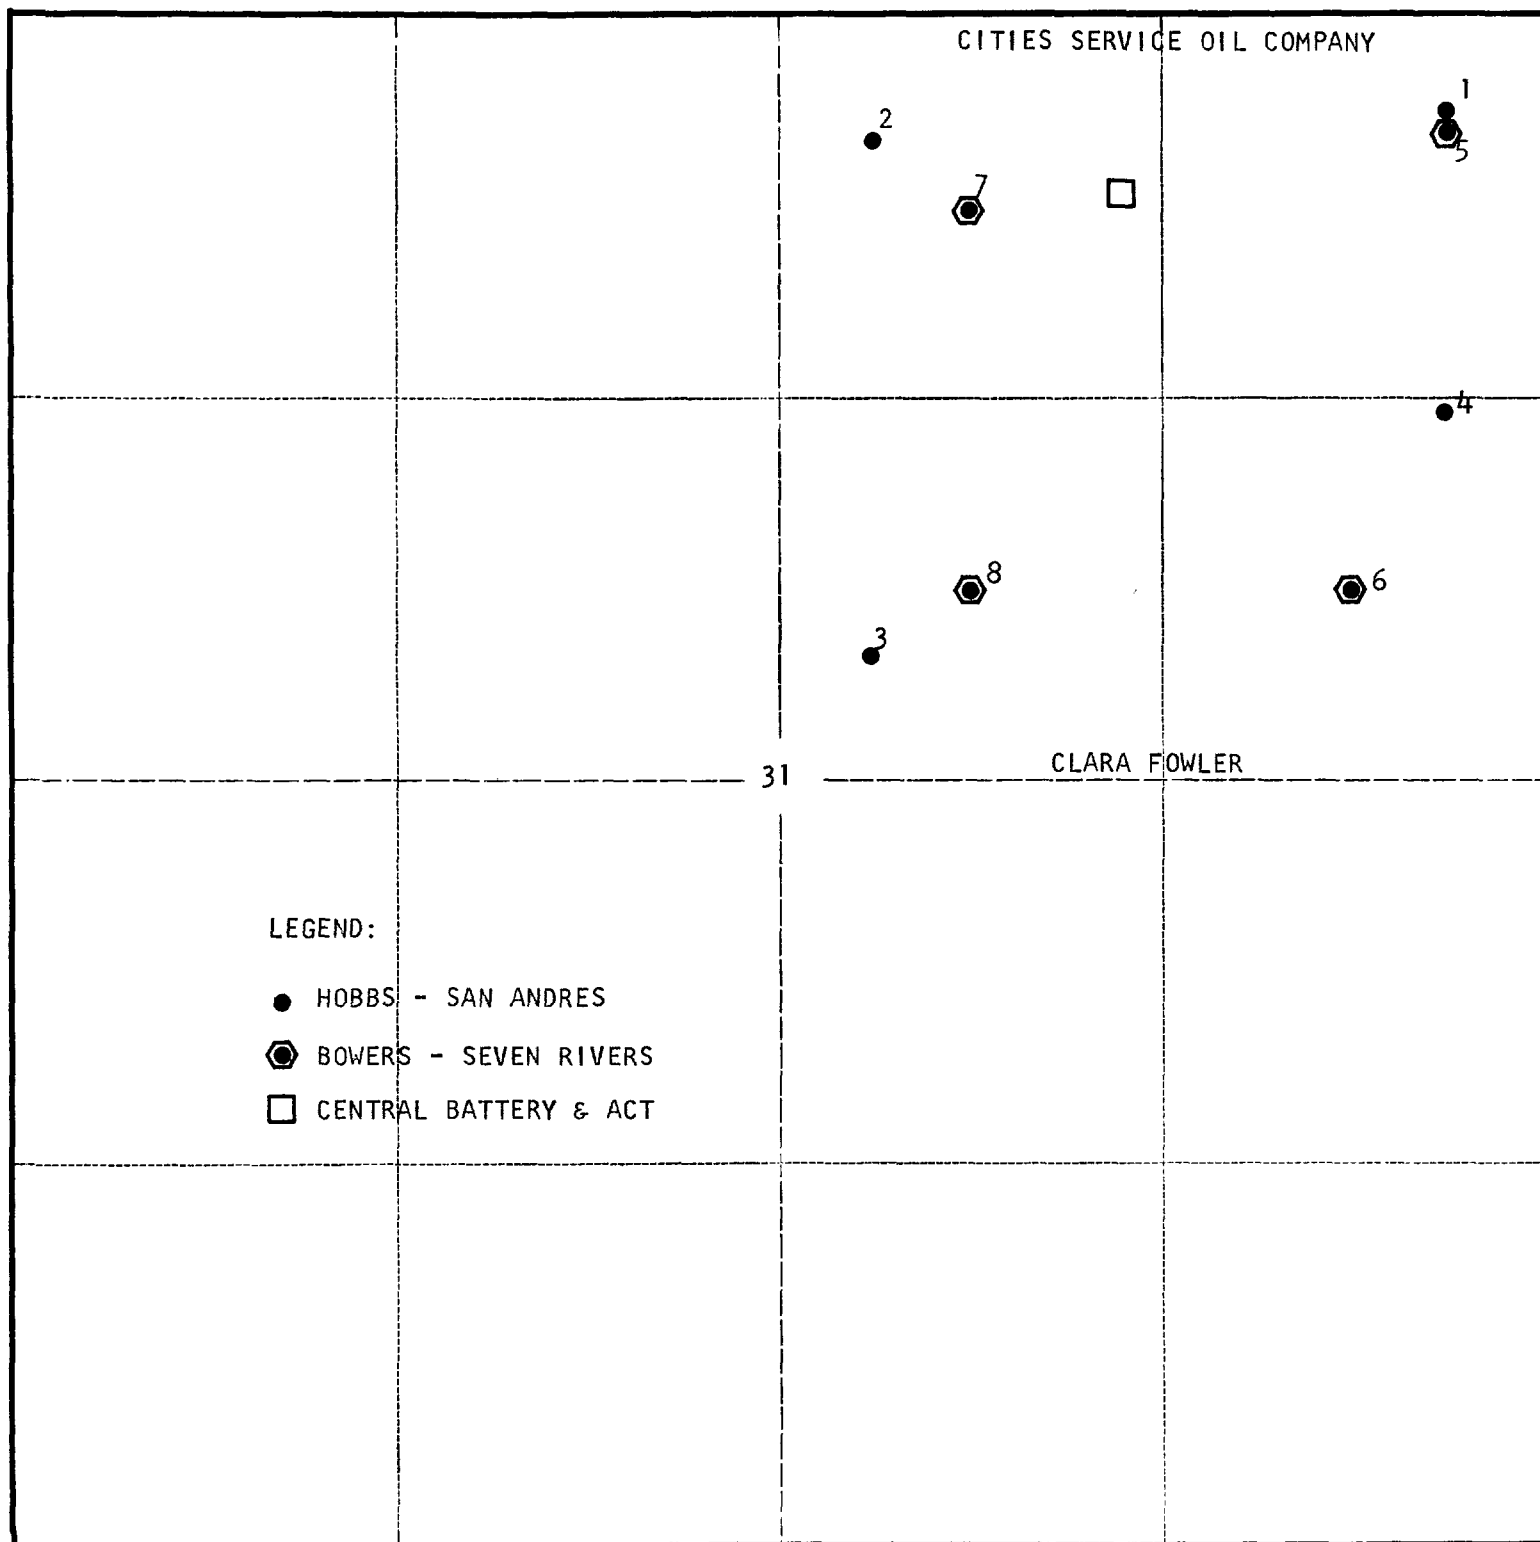 CITIES SERVICE OIL COMPANY
1
2
5
7
4
8
6
3
CLARA FOWLER
31
LEGEND:
HOBBS - SAN ANDRES
BOWERS - SEVEN RIVERS
CENTRAL BATTERY & ACT